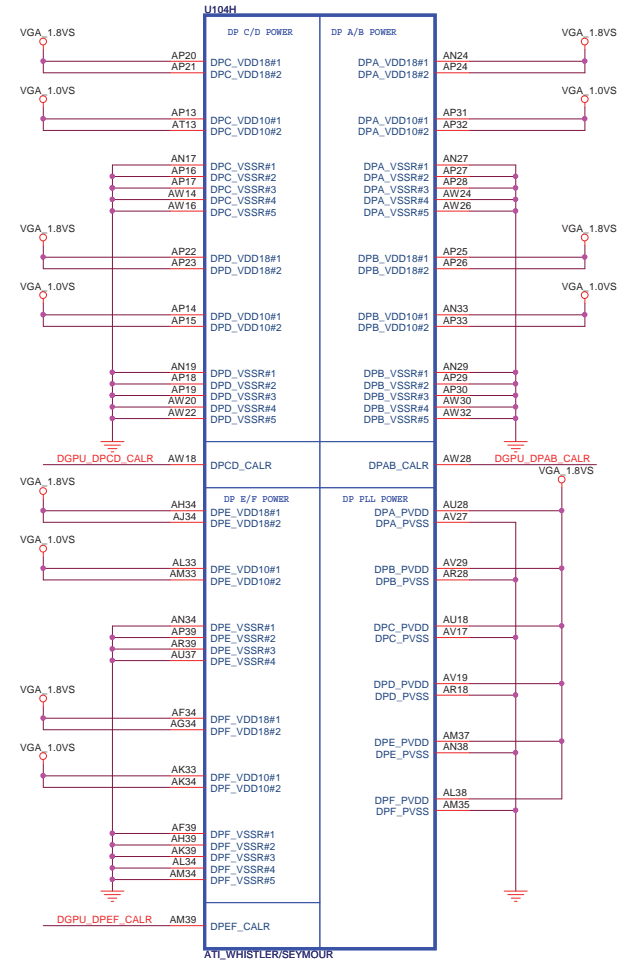 U104H
DP C/D POWER DP A/B POWER
VGA_1.8VS VGA_1.8VS
AP20 DPC_VDD18#1 DPA_VDD18#1 AN24
AP21 DPC_VDD18#2 DPA_VDD18#2 AP24
VGA_1.0VS VGA_1.0VS
AP13 DPC_VDD10#1 DPA_VDD10#1 AP31
AT13 DPC_VDD10#2 DPA_VDD10#2 AP32
AN17 DPC_VSSR#1 DPA_VSSR#1 AN27
AP16 DPC_VSSR#2 DPA_VSSR#2 AP27
AP17 DPC_VSSR#3 DPA_VSSR#3 AP28
AW14 DPC_VSSR#4 DPA_VSSR#4 AW24
AW16 DPC_VSSR#5 DPA_VSSR#5 AW26
VGA_1.8VS VGA_1.8VS
AP22 DPD_VDD18#1 DPB_VDD18#1 AP25
AP23 DPD_VDD18#2 DPB_VDD18#2 AP26
VGA_1.0VS VGA_1.0VS
AP14 DPD_VDD10#1 DPB_VDD10#1 AN33
AP15 DPD_VDD10#2 DPB_VDD10#2 AP33
AN19 DPD_VSSR#1 DPB_VSSR#1 AN29
AP18 DPD_VSSR#2 DPB_VSSR#2 AP29
AP19 DPD_VSSR#3 DPB_VSSR#3 AP30
AW20 DPD_VSSR#4 DPB_VSSR#4 AW30
AW22 DPD_VSSR#5 DPB_VSSR#5 AW32
DGPU_DPCD_CALR AW18 DPCD_CALR DPAB_CALR AW28 DGPU_DPAB_CALR
VGA_1.8VS VGA_1.8VS
DP E/F POWER DP PLL POWER
AH34 DPE_VDD18#1 DPA_PVDD AU28
AJ34 DPE_VDD18#2 DPA_PVSS AV27
VGA_1.0VS
AL33 DPE_VDD10#1 DPB_PVDD AV29
AM33 DPE_VDD10#2 DPB_PVSS AR28
AN34 DPE_VSSR#1 DPC_PVDD AU18
AP39 DPE_VSSR#2 DPC_PVSS AV17
AR39 DPE_VSSR#3
AU37 DPE_VSSR#4
DPD_PVDD AV19
DPD_PVSS AR18
VGA_1.8VS
AF34 DPF_VDD18#1
AG34 DPF_VDD18#2
DPE_PVDD AM37
DPE_PVSS AN38
VGA_1.0VS
AK33 DPF_VDD10#1
AK34 DPF_VDD10#2
DPF_PVDD AL38
DPF_PVSS AM35
AF39 DPF_VSSR#1
AH39 DPF_VSSR#2
AK39 DPF_VSSR#3
AL34 DPF_VSSR#4
AM34 DPF_VSSR#5
DGPU_DPEF_CALR AM39 DPEF_CALR
ATI_WHISTLER/SEYMOUR